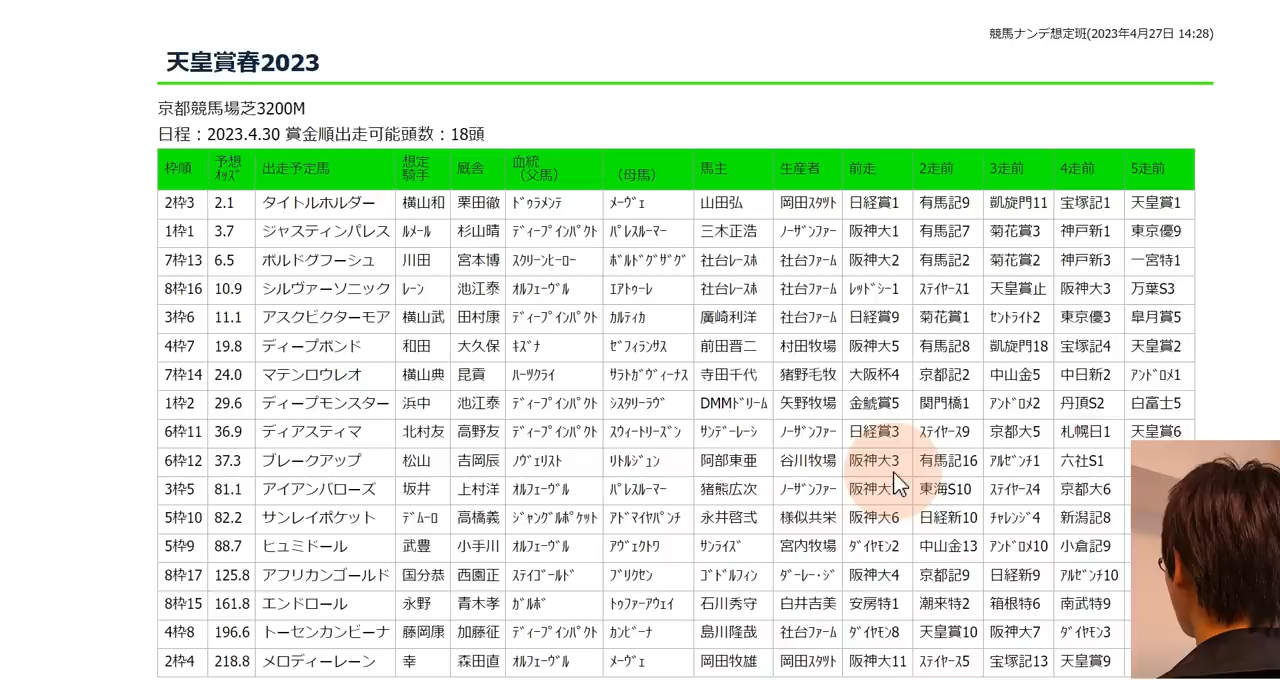 競馬ナンデ想定班(2023年4月27日 14:28)
天皇賞春2023
京都競馬場芝3200M
日程：2023.4.30 賞金順出走可能頭数：18頭
枠順 予想ｵｯｽﾞ 出走予定馬 想定騎手 厩舎 血統（父馬） （母馬） 馬主 生産者 前走 2走前 3走前 4走前 5走前
2枠3 2.1 タイトルホルダー 横山和 栗田徹 ﾄﾞｩﾗﾒﾝﾃ ﾒｰｳﾞｪ 山田弘 岡田ｽﾀﾂﾄ 日経賞1 有馬記9 凱旋門11 宝塚記1 天皇賞1
1枠1 3.7 ジャスティンパレス ﾙﾒｰﾙ 杉山晴 ﾃﾞｨｰﾌﾟｲﾝﾊﾟｸﾄ ﾊﾟﾚｽﾙｰﾏｰ 三木正浩 ﾉｰｻﾞﾝﾌｧｰ 阪神大1 有馬記7 菊花賞3 神戸新1 東京優9
7枠13 6.5 ボルドグフーシュ 川田 宮本博 ｽｸﾘｰﾝﾋｰﾛｰ ﾎﾞﾙﾄﾞｸﾞｻﾞｸﾞ 社台ﾚｰｽﾎ 社台ﾌｧｰﾑ 阪神大2 有馬記2 菊花賞2 神戸新3 一宮特1
8枠16 10.9 シルヴァーソニック ﾚｰﾝ 池江泰 ｵﾙﾌｪｰｳﾞﾙ ｴｱﾄｩｰﾚ 社台ﾚｰｽﾎ 社台ﾌｧｰﾑ ﾚｯﾄﾞｼｰ1 ｽﾃｲﾔｰｽ1 天皇賞止 阪神大3 万葉S3
3枠6 11.1 アスクビクターモア 横山武 田村康 ﾃﾞｨｰﾌﾟｲﾝﾊﾟｸﾄ ｶﾙﾃｨｶ 廣崎利洋 社台ﾌｧｰﾑ 日経賞9 菊花賞1 ｾﾝﾄﾗｲﾄ2 東京優3 皐月賞5
4枠7 19.8 ディープボンド 和田 大久保 ｷｽﾞﾅ ｾﾞﾌｨﾗﾝｻｽ 前田晋二 村田牧場 阪神大5 有馬記8 凱旋門18 宝塚記4 天皇賞2
7枠14 24.0 マテンロウレオ 横山典 昆貢 ﾊｰﾂｸﾗｲ ｻﾗﾄｶﾞｳﾞｨｰﾅｽ 寺田千代 猪野毛牧 大阪杯4 京都記2 中山金5 中日新2 ｱﾝﾄﾞﾛﾒ1
1枠2 29.6 ディープモンスター 浜中 池江泰 ﾃﾞｨｰﾌﾟｲﾝﾊﾟｸﾄ ｼｽﾀﾘｰﾗｳﾞ DMMﾄﾞﾘｰﾑ 矢野牧場 金鯱賞5 関門橋1 ｱﾝﾄﾞﾛﾒ2 丹頂S2 白富士5
6枠11 36.9 ディアスティマ 北村友 高野友 ﾃﾞｨｰﾌﾟｲﾝﾊﾟｸﾄ ｽｳｨｰﾄﾘｰｽﾞﾝ ｻﾝﾃﾞｰﾚｰｼ ﾉｰｻﾞﾝﾌｧｰ 日経賞3 ｽﾃｲﾔｰｽ9 京都大5 札幌日1 天皇賞6
6枠12 37.3 ブレークアップ 松山 吉岡辰 ﾉｳﾞｪﾘｽﾄ ﾘﾄﾙｼﾞｭﾝ 阿部東亜 谷川牧場 阪神大3 有馬記16 ｱﾙｾﾞﾝﾁ1 六社S1
3枠5 81.1 アイアンバローズ 坂井 上村洋 ｵﾙﾌｪｰｳﾞﾙ ﾊﾟﾚｽﾙｰﾏｰ 猪熊広次 ﾉｰｻﾞﾝﾌｧｰ 阪神大 東海S10 ｽﾃｲﾔｰｽ4 京都大6
5枠10 82.2 サンレイポケット ﾃﾞﾑｰﾛ 高橋義 ｼﾞｬﾝｸﾞﾙﾎﾟｹｯﾄ ｱﾄﾞﾏｲﾔﾊﾟﾝﾁ 永井啓弍 様似共栄 阪神大6 日経新10 ﾁｬﾚﾝｼﾞ4 新潟記8
5枠9 88.7 ヒュミドール 武豊 小手川 ｵﾙﾌｪｰｳﾞﾙ ｱｳﾞｪｸﾄﾜ ｻﾝﾗｲｽﾞ 宮内牧場 ﾀﾞｲﾔﾓﾝ2 中山金13 ｱﾝﾄﾞﾛﾒ10 小倉記9
8枠17 125.8 アフリカンゴールド 国分恭 西園正 ｽﾃｲｺﾞｰﾙﾄﾞ ﾌﾞﾘｸｾﾝ ｺﾞﾄﾞﾙﾌｨﾝ ﾀﾞｰﾚｰ･ｼﾞ 阪神大4 京都記9 日経新9 ｱﾙｾﾞﾝﾁ10
8枠15 161.8 エンドロール 永野 青木孝 ｶﾞﾙﾎﾞ ﾄｩﾌｧｰｱｳｪｲ 石川秀守 白井吉美 安房特1 潮来特2 箱根特6 南武特9
4枠8 196.6 トーセンカンビーナ 藤岡康 加藤征 ﾃﾞｨｰﾌﾟｲﾝﾊﾟｸﾄ ｶﾝﾋﾞｰﾅ 島川隆哉 社台ﾌｧｰﾑ ﾀﾞｲﾔﾓﾝ8 天皇賞10 阪神大7 ﾀﾞｲﾔﾓﾝ3
2枠4 218.8 メロディーレーン 幸 森田直 ｵﾙﾌｪｰｳﾞﾙ ﾒｰｳﾞｪ 岡田牧雄 岡田ｽﾀﾂﾄ 阪神大11 ｽﾃｲﾔｰｽ5 宝塚記13 天皇賞9